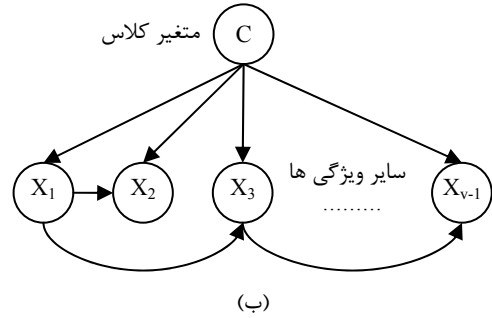 متغیر کلاس C
X1 X2 X3 سایر ویژگی ها Xv-1
.........
(ب)